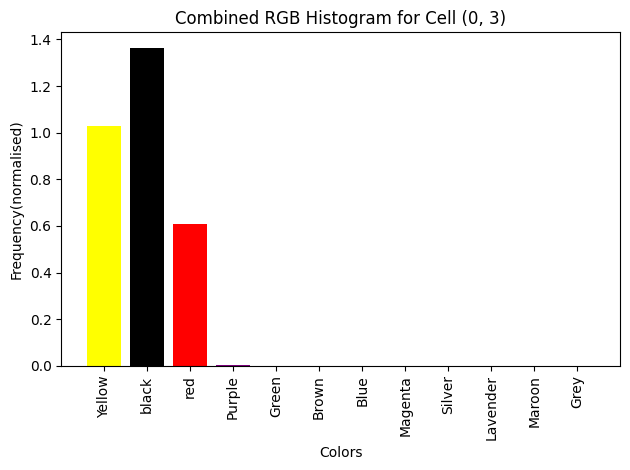 Combined RGB Histogram for Cell (0, 3)
Frequency(normalised)
1.4
1.2
1.0
0.8
0.6
0.4
0.2
0.0
Yellow
black
red
Purple
Green
Brown
Blue
Magenta
Silver
Lavender
Maroon
Grey
Colors